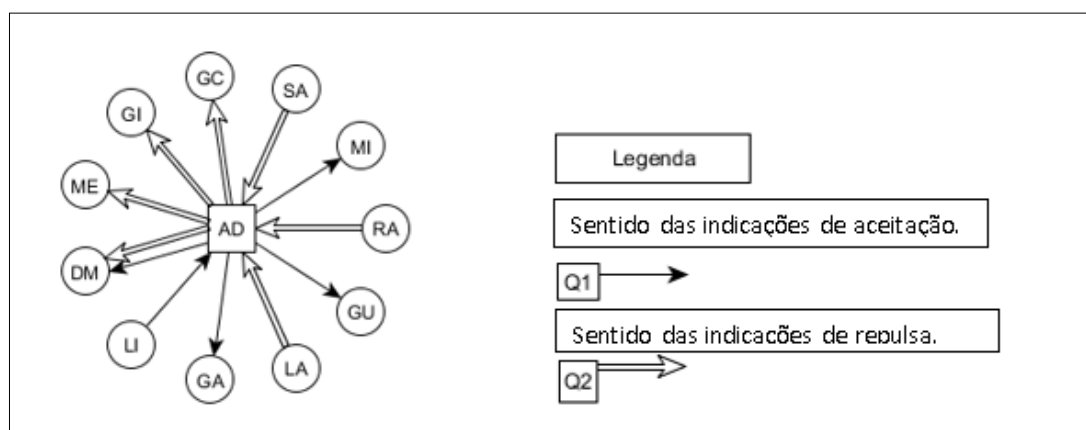 GC
SA
GI
MI
ME
AD
RA
DM
GU
LI
GA
LA
Legenda
Sentido das indicações de aceitação.
Q1
Sentido das indicações de repulsa.
Q2